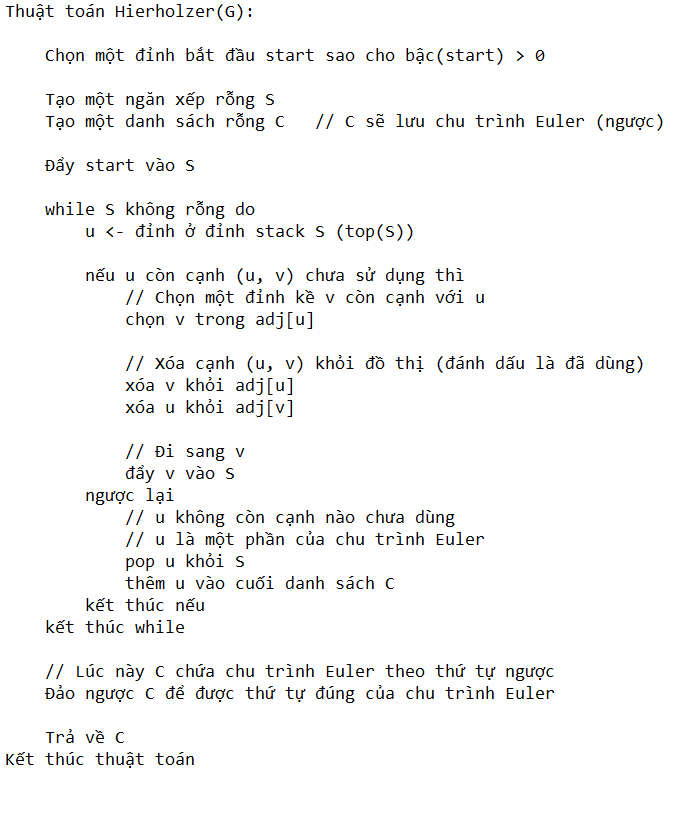 Thuật toán Hierholzer(G):
Chọn một đỉnh bắt đầu start sao cho bậc(start) > 0
Tạo một ngăn xếp rỗng S
Tạo một danh sách rỗng C   // C sẽ lưu chu trình Euler (ngược)
Đẩy start vào S
while S không rỗng do
u <- đỉnh ở đỉnh stack S (top(S))
nếu u còn cạnh (u, v) chưa sử dụng thì
// Chọn một đỉnh kề v còn cạnh với u
chọn v trong adj[u]
// Xóa cạnh (u, v) khỏi đồ thị (đánh dấu là đã dùng)
xóa v khỏi adj[u]
xóa u khỏi adj[v]
// Đi sang v
đẩy v vào S
ngược lại
// u không còn cạnh nào chưa dùng
// u là một phần của chu trình Euler
pop u khỏi S
thêm u vào cuối danh sách C
kết thúc nếu
kết thúc while
// Lúc này C chứa chu trình Euler theo thứ tự ngược
Đảo ngược C để được thứ tự đúng của chu trình Euler
Trả về C
Kết thúc thuật toán